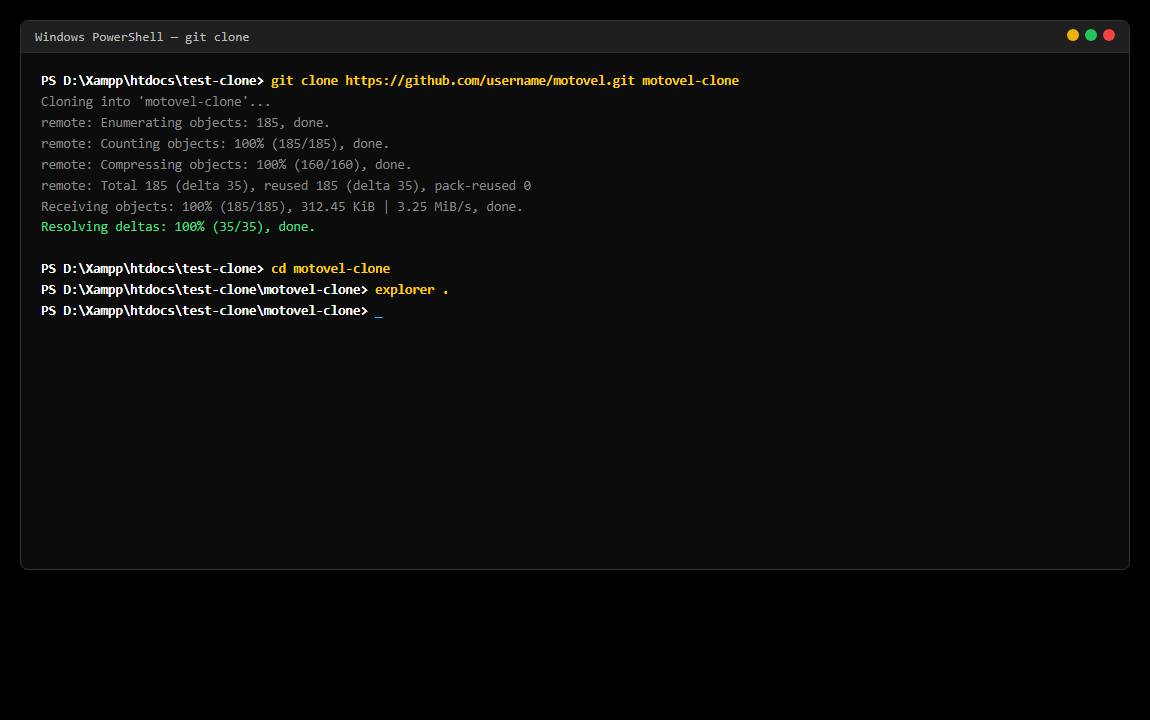 Windows PowerShell — git clone
PS D:\Xampp\htdocs\test-clone> git clone https://github.com/username/motovel.git motovel-clone
Cloning into 'motovel-clone'...
remote: Enumerating objects: 185, done.
remote: Counting objects: 100% (185/185), done.
remote: Compressing objects: 100% (160/160), done.
remote: Total 185 (delta 35), reused 185 (delta 35), pack-reused 0
Receiving objects: 100% (185/185), 312.45 KiB | 3.25 MiB/s, done.
Resolving deltas: 100% (35/35), done.
PS D:\Xampp\htdocs\test-clone> cd motovel-clone
PS D:\Xampp\htdocs\test-clone\motovel-clone> explorer .
PS D:\Xampp\htdocs\test-clone\motovel-clone> _